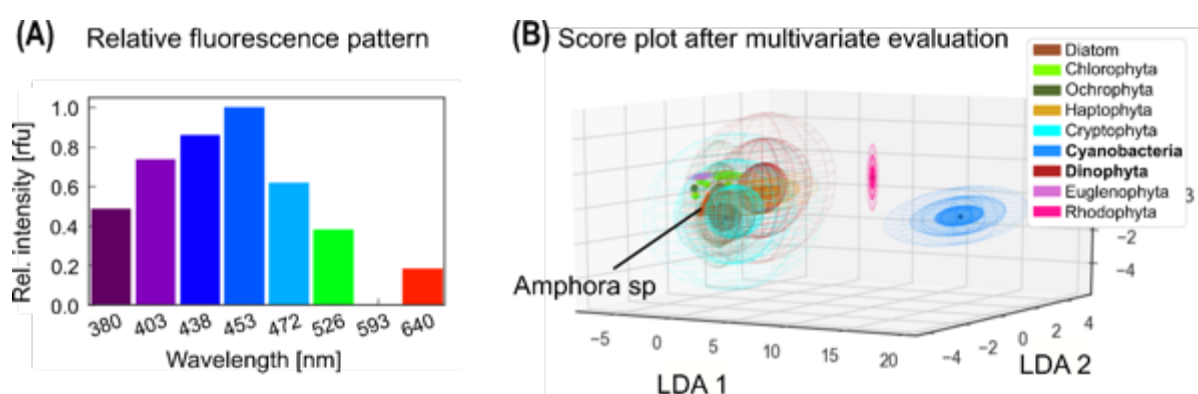 (A) Relative fluorescence pattern
Rel. intensity [rfu]
1.0
0.8
0.6
0.4
0.2
0.0
380 403 438 453 472 526 593 640
Wavelength [nm]
(B) Score plot after multivariate evaluation
Diatom
Chlorophyta
Ochrophyta
Haptophyta
Cryptophyta
Cyanobacteria
Dinophyta
Euglenophyta
Rhodophyta
3
−2
−4
Amphora sp
−5 0 5 10 15 20
LDA 1
−4 −2 0 2 4
LDA 2